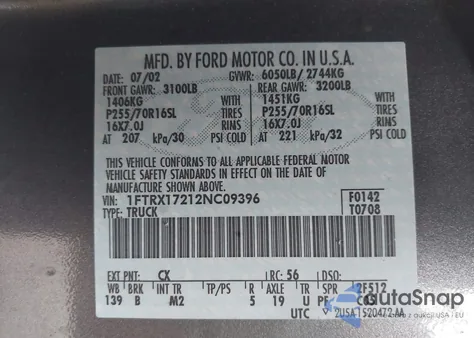 MFD. BY FORD MOTOR CO. IN U.S.A.
DATE: 07/02 GVWR: 6050LB/ 2744KG
FRONT GAWR: 3100LB REAR GAWR: 3200LB
1406KG WITH 1451KG WITH
P255/70R16SL TIRES P255/70R16SL TIRES
16X7.0J RIMS 16X7.0J RIMS
AT 207 kPa/30 PSI COLD AT 221 kPa/32 PSI COLD
THIS VEHICLE CONFORMS TO ALL APPLICABLE FEDERAL MOTOR
VEHICLE SAFETY STANDARDS IN EFFECT ON THE DATE OF
MANUFACTURE SHOWN ABOVE
VIN: 1FTRX17212NC09396 F0142
TYPE: TRUCK T0708
EXT PNT: CX RC: 56 DSO:
WB BRK INT TR TP/PS R AXLE TR SPR 2F512
139 B M2 5 19 U
AutoSnap
UTC